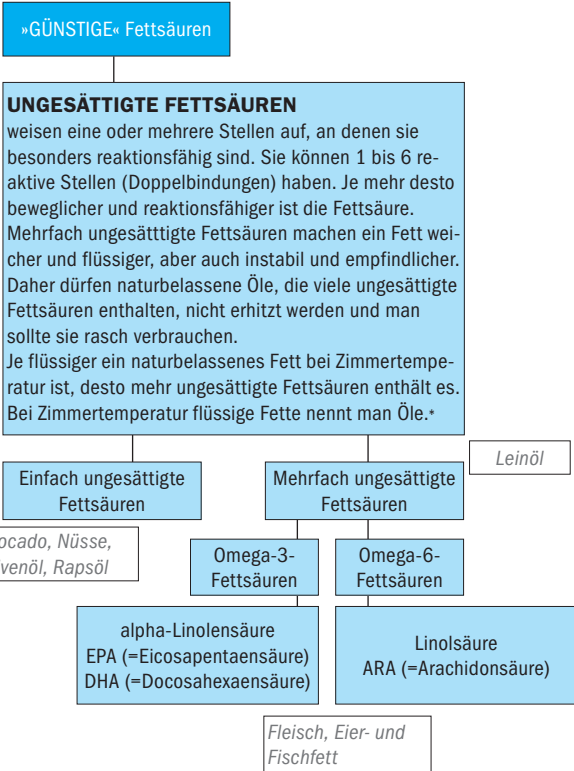 »GÜNSTIGE« Fettsäuren
UNGESÄTTIGTE FETTSÄUREN
weisen eine oder mehrere Stellen auf, an denen sie
besonders reaktionsfähig sind. Sie können 1 bis 6 re-
aktive Stellen (Doppelbindungen) haben. Je mehr desto
beweglicher und reaktionsfähiger ist die Fettsäure.
Mehrfach ungesätttigte Fettsäuren machen ein Fett wei-
cher und flüssiger, aber auch instabil und empfindlicher.
Daher dürfen naturbelassene Öle, die viele ungesättigte
Fettsäuren enthalten, nicht erhitzt werden und man
sollte sie rasch verbrauchen.
Je flüssiger ein naturbelassenes Fett bei Zimmertempe-
ratur ist, desto mehr ungesättigte Fettsäuren enthält es.
Bei Zimmertemperatur flüssige Fette nennt man Öle.*
Leinöl
Einfach ungesättigte
Fettsäuren
Mehrfach ungesättigte
Fettsäuren
Nüsse,
Rapsöl
Omega-3-
Fettsäuren
Omega-6-
Fettsäuren
alpha-Linolensäure
EPA (=Eicosapentaensäure)
DHA (=Docosahexaensäure)
Linolsäure
ARA (=Arachidonsäure)
Fleisch, Eier- und
Fischfett